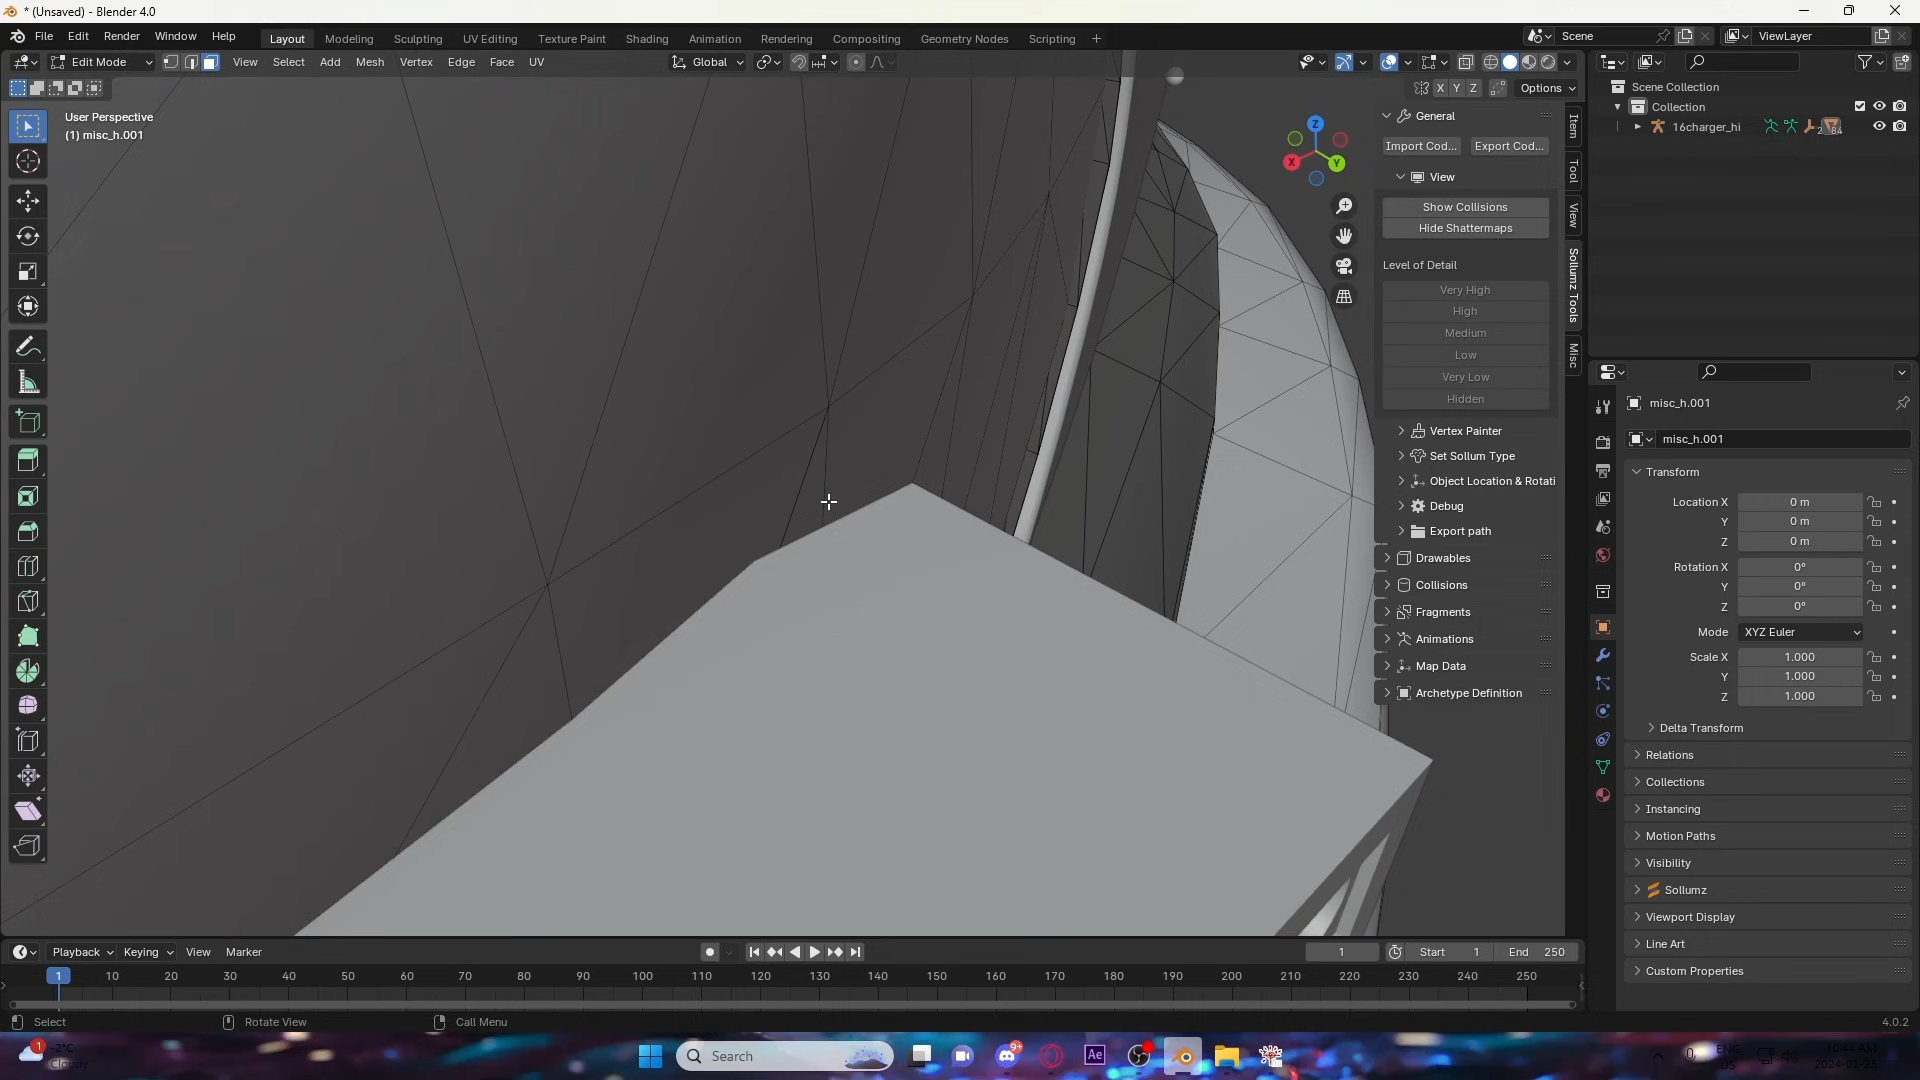 * (Unsaved) - Blender 4.0
File Edit Render Window Help
Layout Modeling Sculpting UV Editing Texture Paint Shading Animation Rendering Compositing Geometry Nodes Scripting +
Scene
ViewLayer
Edit Mode
View Select Add Mesh Vertex Edge Face UV
Global
X Y Z
Options
User Perspective
(1) misc_h.001
Z
X
Y
General
Import Cod...
Export Cod...
View
Show Collisions
Hide Shattermaps
Level of Detail
Very High
High
Medium
Low
Very Low
Hidden
Vertex Painter
Set Sollum Type
Object Location & Rotati
Debug
Export path
Drawables
Collisions
Fragments
Animations
Map Data
Archetype Definition
Item
Tool
View
Sollumz Tools
Misc
Scene Collection
Collection
16charger_hi
2
84
misc_h.001
misc_h.001
Transform
Location X 0 m
Y 0 m
Z 0 m
Rotation X 0°
Y 0°
Z 0°
Mode XYZ Euler
Scale X 1.000
Y 1.000
Z 1.000
Delta Transform
Relations
Collections
Instancing
Motion Paths
Visibility
Sollumz
Viewport Display
Line Art
Custom Properties
Playback Keying View Marker
1
Start 1
End 250
1 10 20 30 40 50 60 70 80 90 100 110 120 130 140 150 160 170 180 190 200 210 220 230 240 250
Select
Rotate View
Call Menu
4.0.2
1
-2°C
Cloudy
Search
9+
Ae
ENG
US